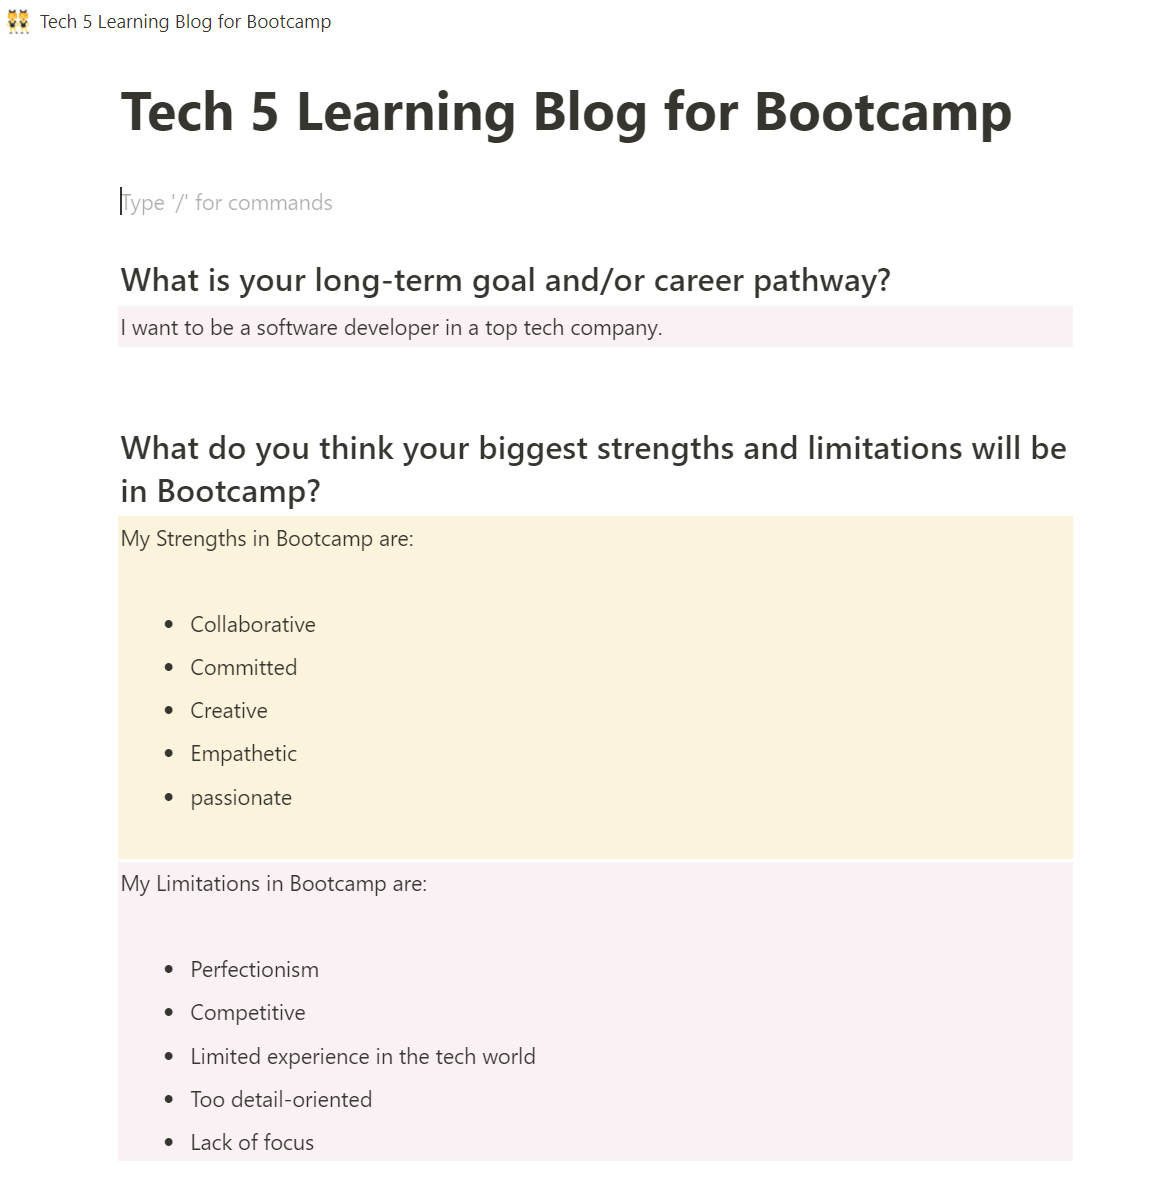 Tech 5 Learning Blog for Bootcamp
Tech 5 Learning Blog for Bootcamp
Type '/' for commands
What is your long-term goal and/or career pathway?
I want to be a software developer in a top tech company.
What do you think your biggest strengths and limitations will be
in Bootcamp?
My Strengths in Bootcamp are:
• Collaborative
• Committed
• Creative
• Empathetic
• passionate
My Limitations in Bootcamp are:
• Perfectionism
• Competitive
• Limited experience in the tech world
• Too detail-oriented
• Lack of focus